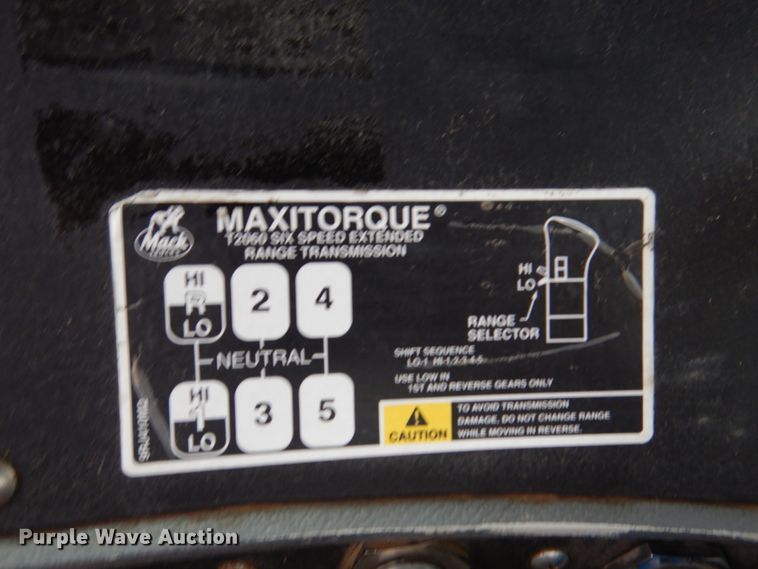 Mack
MAXITORQUE®
T2060 SIX SPEED EXTENDED
RANGE TRANSMISSION
HI
R
LO
2
4
NEUTRAL
HI
1
LO
3
5
HI
LO
RANGE
SELECTOR
SHIFT SEQUENCE
LO-1 HI-1-2-3-4-5
USE LOW IN
1ST AND REVERSE GEARS ONLY
CAUTION
TO AVOID TRANSMISSION
DAMAGE, DO NOT CHANGE RANGE
WHILE MOVING IN REVERSE.
Purple Wave Auction